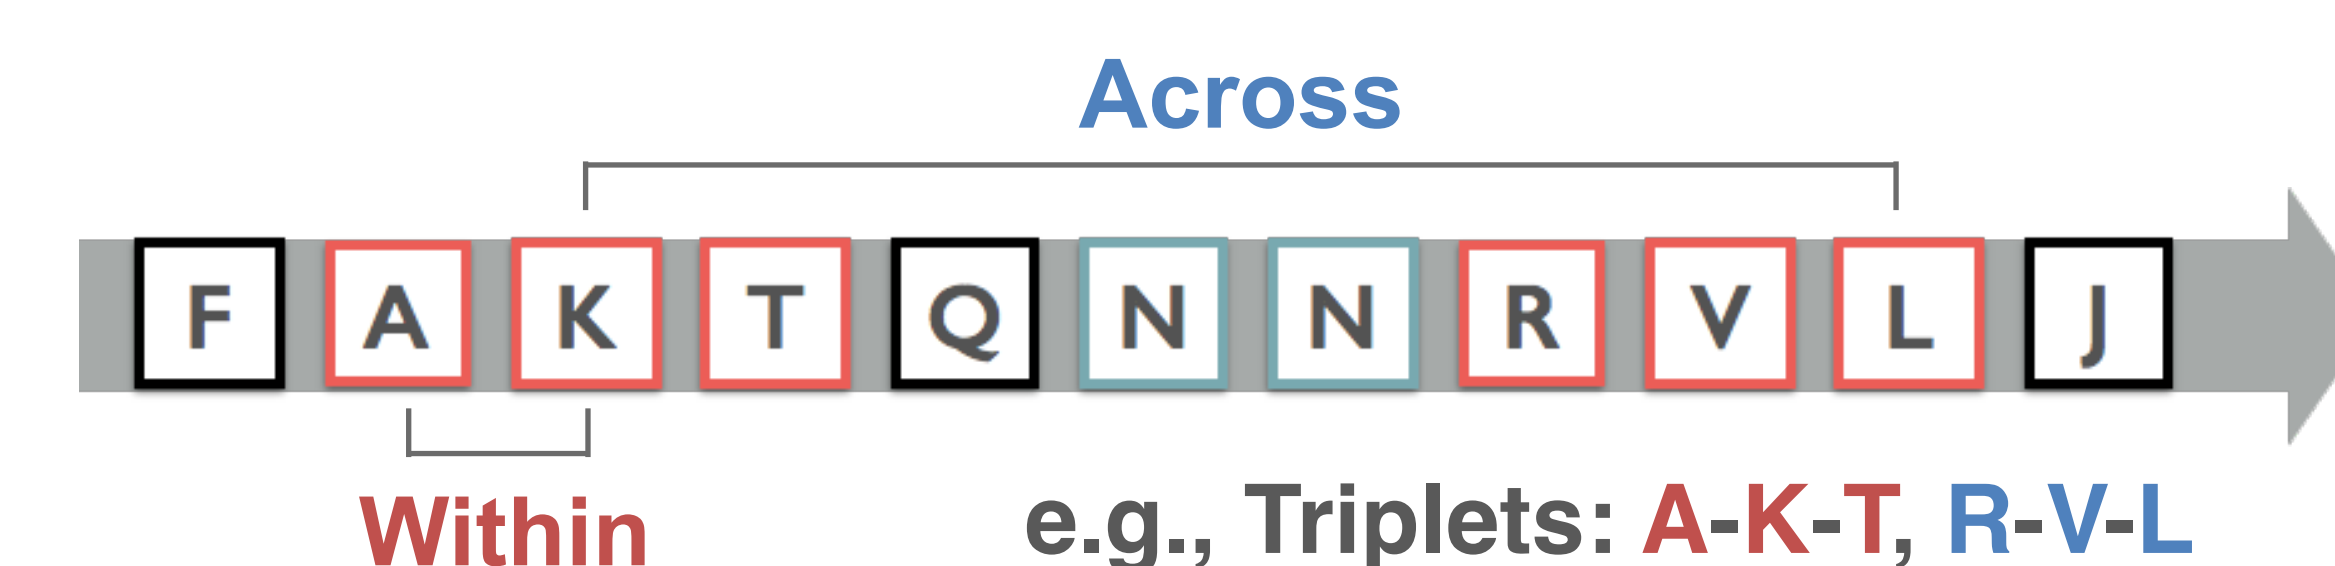 Across
F A K T Q N N R V L J
Within
e.g., Triplets: A-K-T, R-V-L